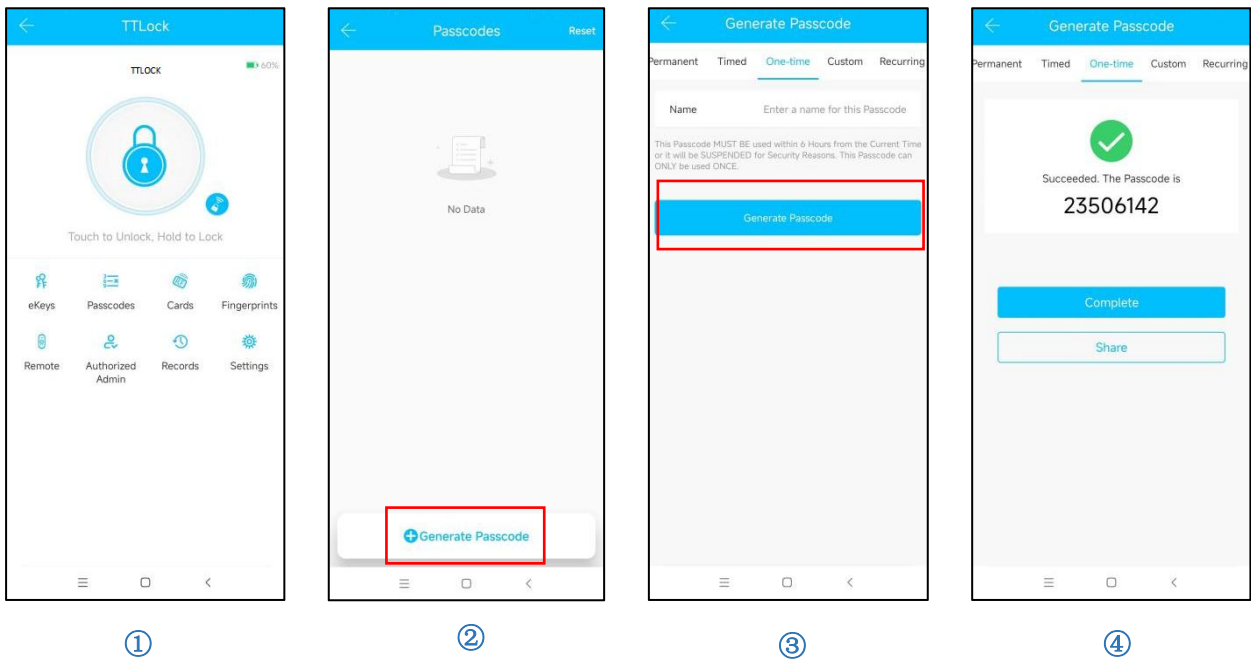 TTLock
TTLOCK
60%
Touch to Unlock, Hold to Lock
eKeys Passcodes Cards Fingerprints
Remote Authorized Admin Records Settings
①
Passcodes Reset
No Data
Generate Passcode
②
Generate Passcode
Permanent Timed One-time Custom Recurring
Name Enter a name for this Passcode
This Passcode MUST BE used within 6 Hours from the Current Time
or it will be SUSPENDED for Security Reasons. This Passcode can
ONLY be used ONCE.
Generate Passcode
③
Generate Passcode
Permanent Timed One-time Custom Recurring
Succeeded. The Passcode is
23506142
Complete
Share
④